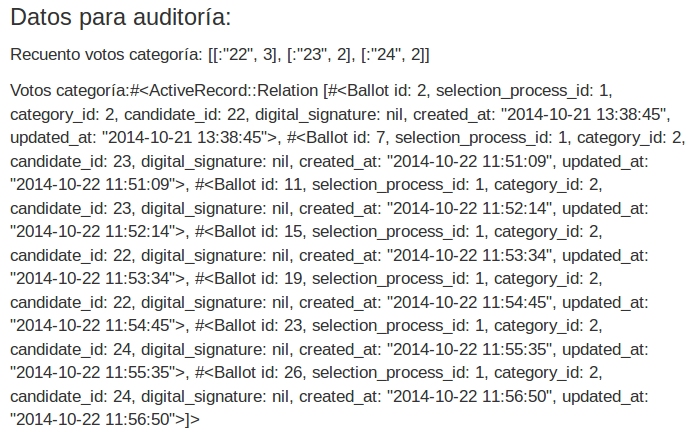 Datos para auditoría:
Recuento votos categoría: [[:"22", 3], [:"23", 2], [:"24", 2]]
Votos categoría:#<ActiveRecord::Relation [#<Ballot id: 2, selection_process_id: 1,
category_id: 2, candidate_id: 22, digital_signature: nil, created_at: "2014-10-21 13:38:45",
updated_at: "2014-10-21 13:38:45">, #<Ballot id: 7, selection_process_id: 1, category_id: 2,
candidate_id: 23, digital_signature: nil, created_at: "2014-10-22 11:51:09", updated_at:
"2014-10-22 11:51:09">, #<Ballot id: 11, selection_process_id: 1, category_id: 2,
candidate_id: 23, digital_signature: nil, created_at: "2014-10-22 11:52:14", updated_at:
"2014-10-22 11:52:14">, #<Ballot id: 15, selection_process_id: 1, category_id: 2,
candidate_id: 22, digital_signature: nil, created_at: "2014-10-22 11:53:34", updated_at:
"2014-10-22 11:53:34">, #<Ballot id: 19, selection_process_id: 1, category_id: 2,
candidate_id: 22, digital_signature: nil, created_at: "2014-10-22 11:54:45", updated_at:
"2014-10-22 11:54:45">, #<Ballot id: 23, selection_process_id: 1, category_id: 2,
candidate_id: 24, digital_signature: nil, created_at: "2014-10-22 11:55:35", updated_at:
"2014-10-22 11:55:35">, #<Ballot id: 26, selection_process_id: 1, category_id: 2,
candidate_id: 24, digital_signature: nil, created_at: "2014-10-22 11:56:50", updated_at:
"2014-10-22 11:56:50">]>